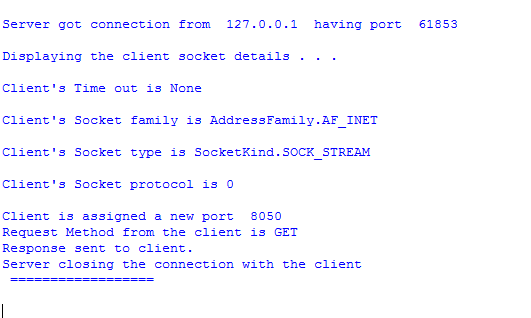 Server got connection from  127.0.0.1  having port  61853
Displaying the client socket details . . .
Client's Time out is None
Client's Socket family is AddressFamily.AF_INET
Client's Socket type is SocketKind.SOCK_STREAM
Client's Socket protocol is 0
Client is assigned a new port  8050
Request Method from the client is GET
Response sent to client.
Server closing the connection with the client
==================